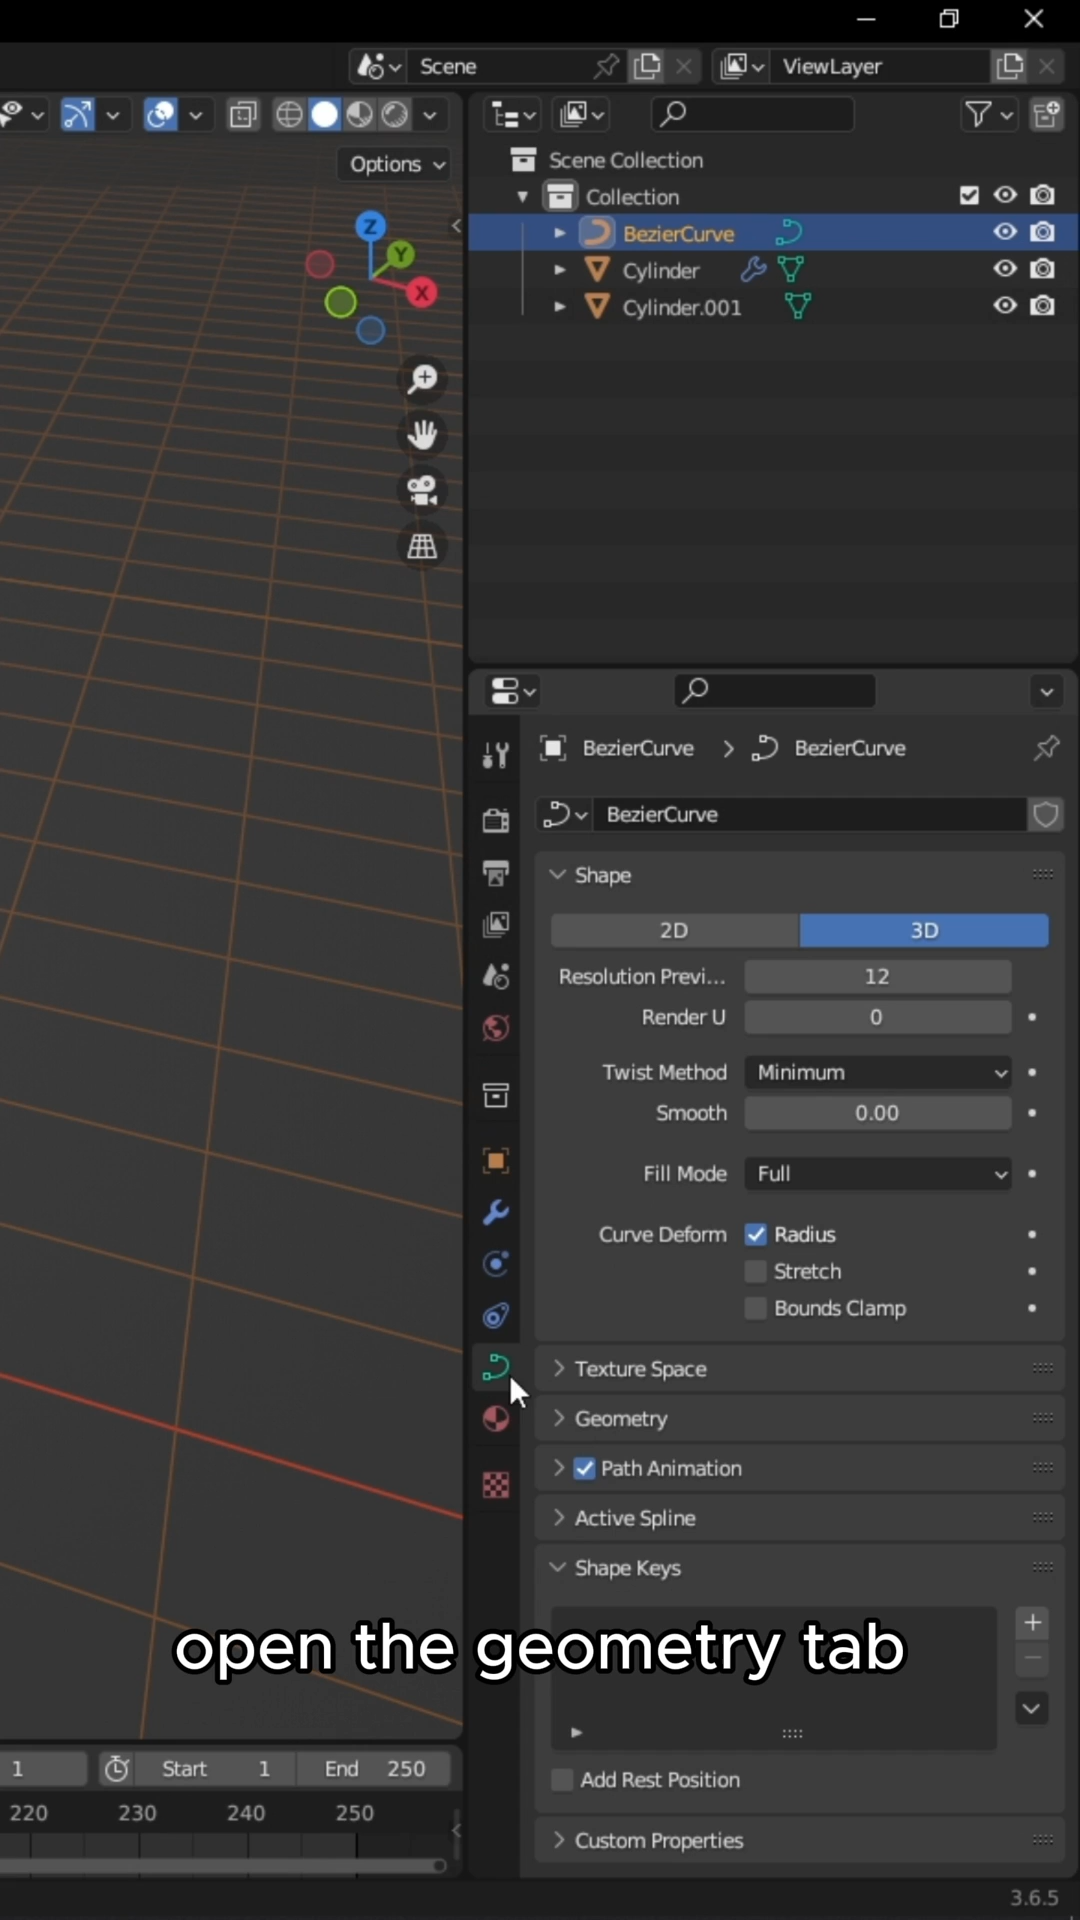 Scene
ViewLayer
Options
Z
Y
X
Scene Collection
Collection
BezierCurve
Cylinder
Cylinder.001
BezierCurve > BezierCurve
BezierCurve
Shape
2D 3D
Resolution Previ... 12
Render U 0
Twist Method Minimum
Smooth 0.00
Fill Mode Full
Curve Deform Radius
Stretch
Bounds Clamp
Texture Space
Geometry
Path Animation
Active Spline
Shape Keys
open the geometry tab
1 Start 1 End 250
Add Rest Position
220 230 240 250
Custom Properties
3.6.5